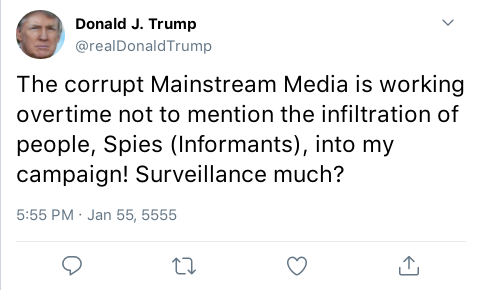 Donald J. Trump
@realDonaldTrump
The corrupt Mainstream Media is working
overtime not to mention the infiltration of
people, Spies (Informants), into my
campaign! Surveillance much?
5:55 PM · Jan 55, 5555